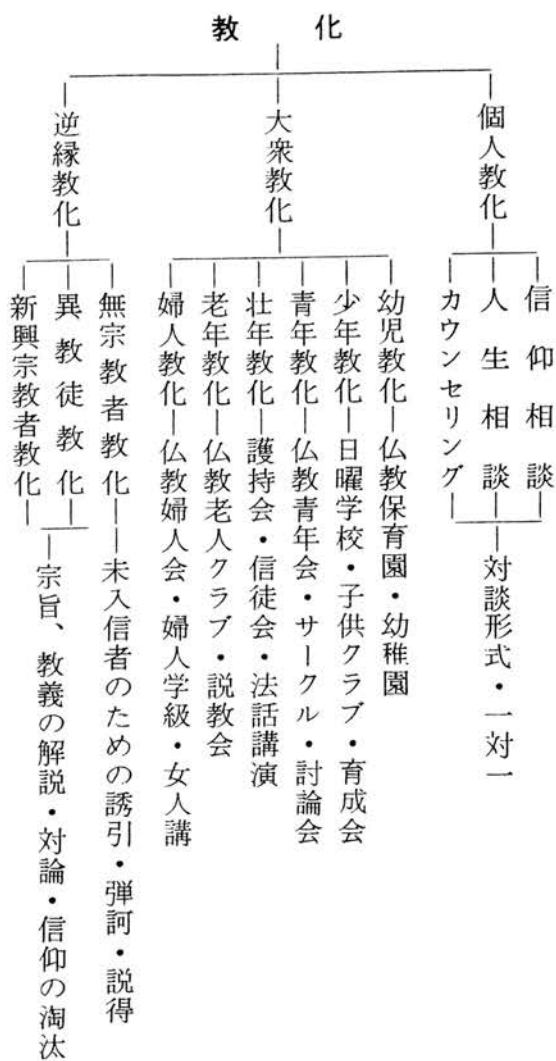 教化
個人教化
信仰相談
人生相談
カウンセリング
対談形式・一対一
大衆教化
幼児教化―仏教保育園・幼稚園
少年教化―日曜学校・子供クラブ・育成会
青年教化―仏教青年会・サークル・討論会
壮年教化―護持会・信徒会・法話講演
老年教化―仏教老人クラブ・説教会
婦人教化―仏教婦人会・婦人学級・女人講
逆縁教化
無宗教者教化――未入信者のための誘引・弾訶・説得
異教徒教化
新興宗教者教化
宗旨、教義の解説・対論・信仰の淘汰